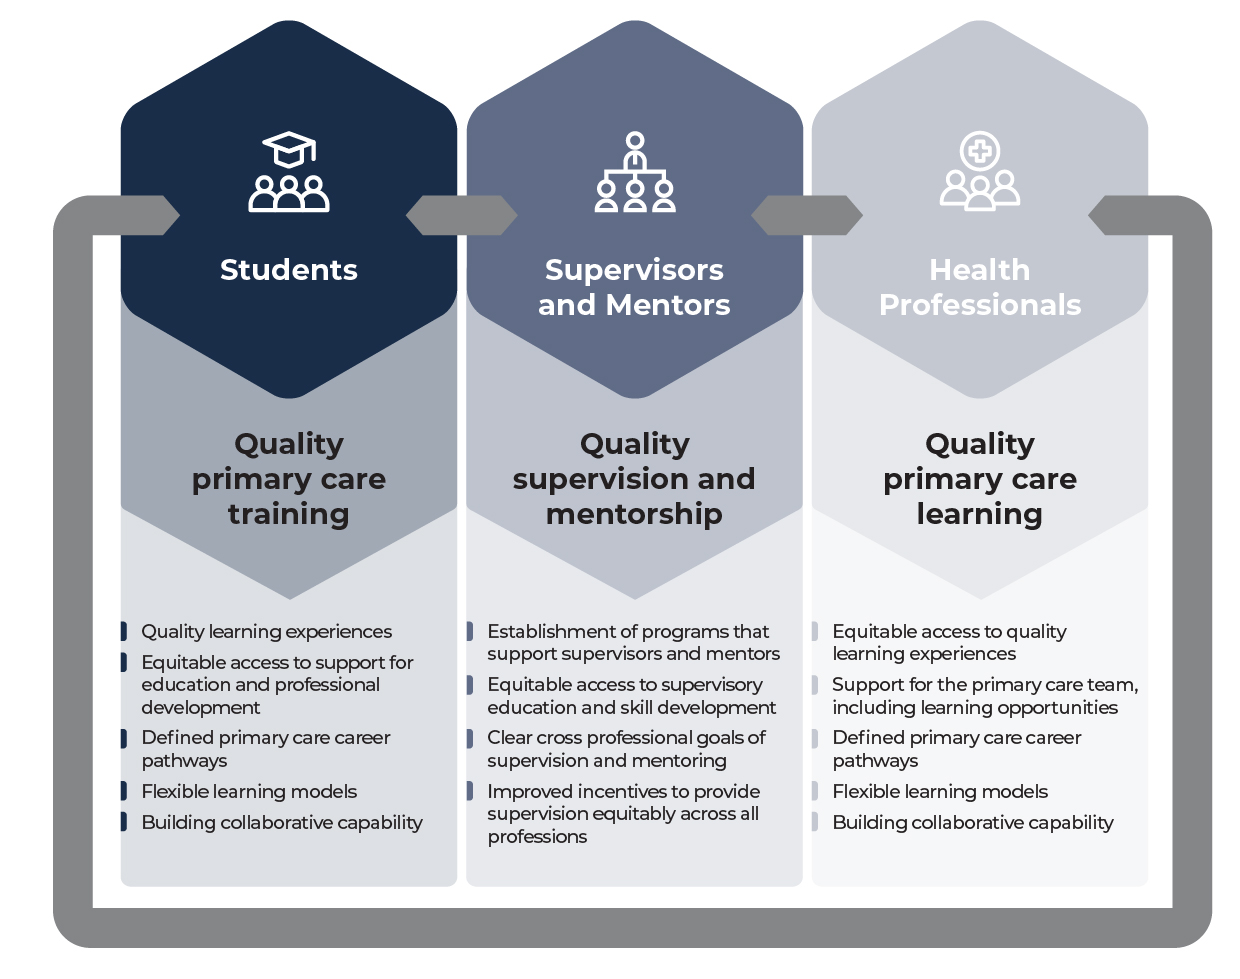 Students
Quality
primary care
training
Quality learning experiences
Equitable access to support for
education and professional
development
Defined primary care career
pathways
Flexible learning models
Building collaborative capability
Supervisors
and Mentors
Quality
supervision and
mentorship
Establishment of programs that
support supervisors and mentors
Equitable access to supervisory
education and skill development
Clear cross professional goals of
supervision and mentoring
Improved incentives to provide
supervision equitably across all
professions
Health
Professionals
Quality
primary care
learning
Equitable access to quality
learning experiences
Support for the primary care team,
including learning opportunities
Defined primary care career
pathways
Flexible learning models
Building collaborative capability